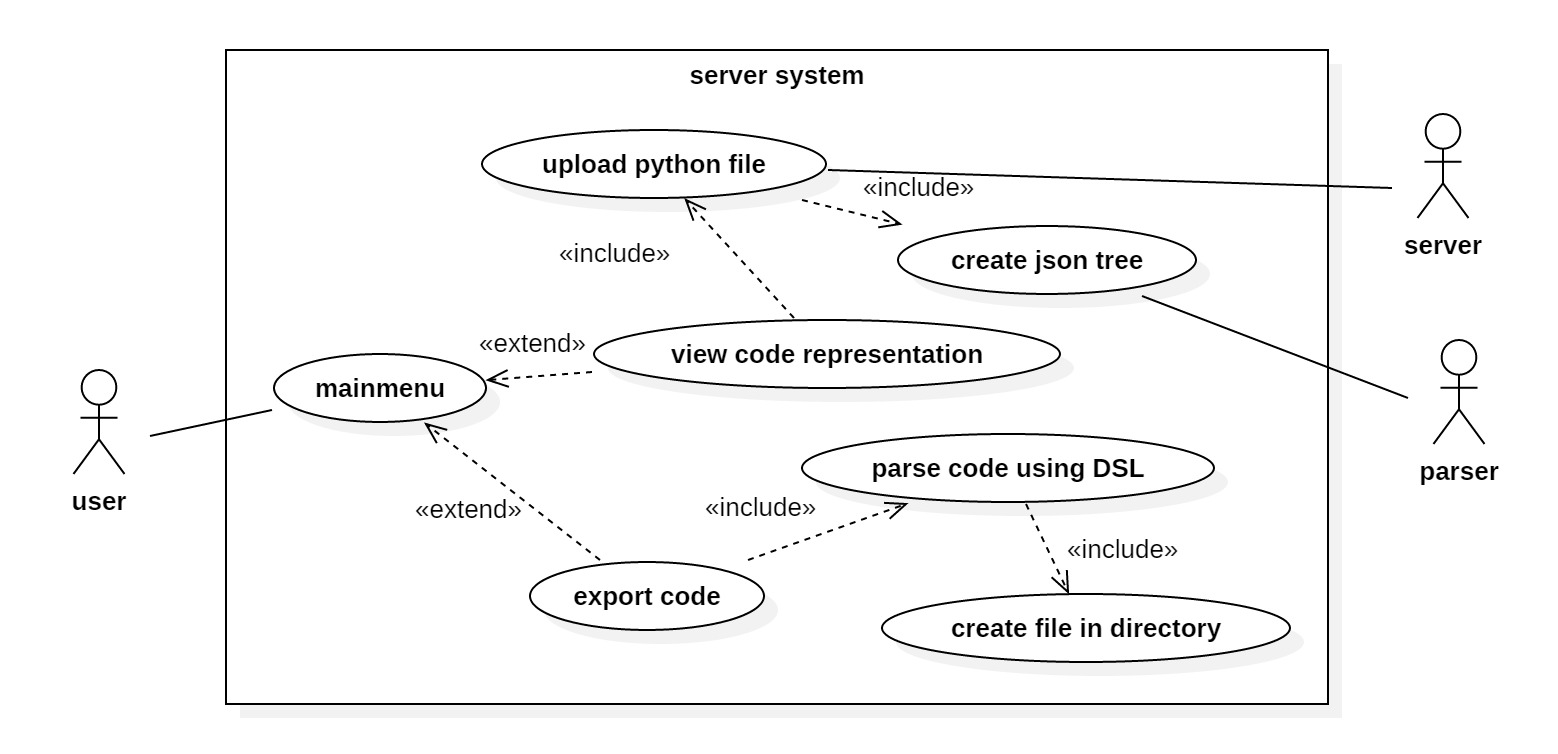 server system
upload python file
«include»
server
«include»
create json tree
«extend»
view code representation
mainmenu
user
parser
parse code using DSL
«extend»
«include»
«include»
export code
create file in directory